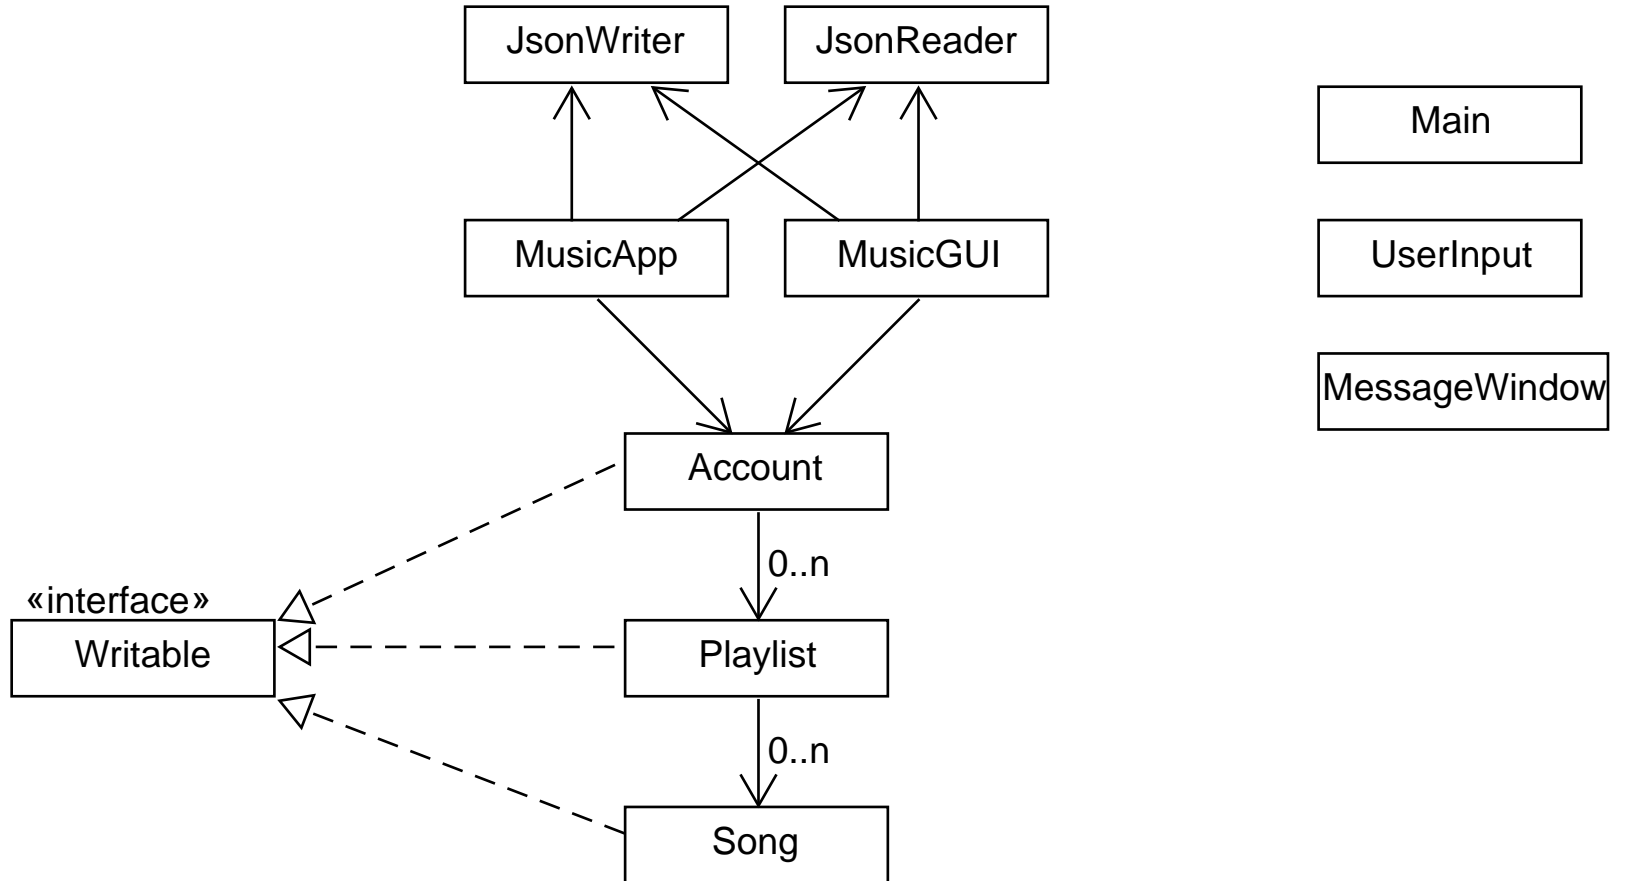 JsonWriter
JsonReader
Main
MusicApp
MusicGUI
UserInput
MessageWindow
Account
0..n
«interface»
Writable
Playlist
0..n
Song